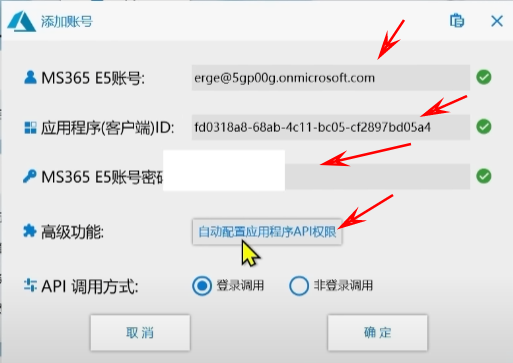 添加账号
MS365 E5账号:
erge@5gp00g.onmicrosoft.com
应用程序(客户端)ID:
fd0318a8-68ab-4c11-bc05-cf2897bd05a4
MS365 E5账号密码
高级功能:
自动配置应用程序API权限
API 调用方式:
登录调用
非登录调用
取 消
确 定